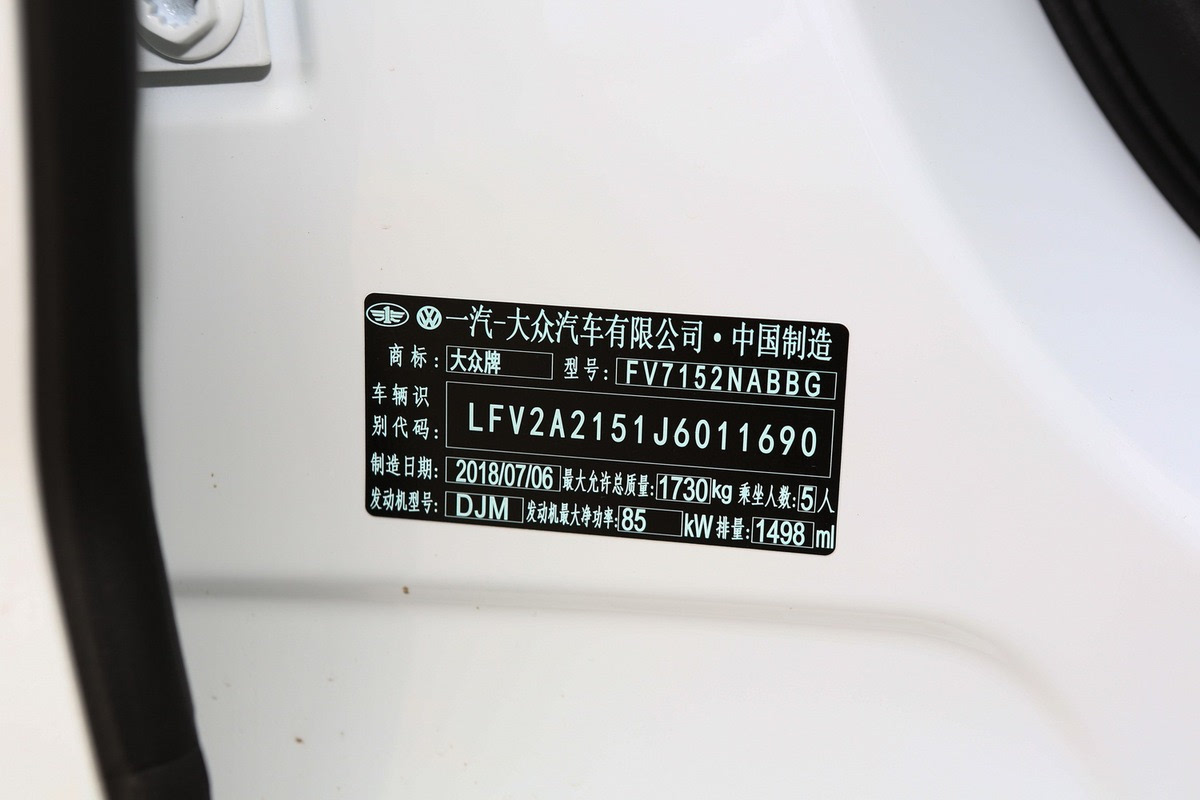 一汽-大众汽车有限公司·中国制造
商标: 大众牌 型号: FV7152NABBG
车辆识别代码: LFV2A2151J6011690
制造日期: 2018/07/06 最大允许总质量: 1730kg 乘坐人数: 5人
发动机型号: DJM 发动机最大净功率: 85 kW 排量: 1498 ml